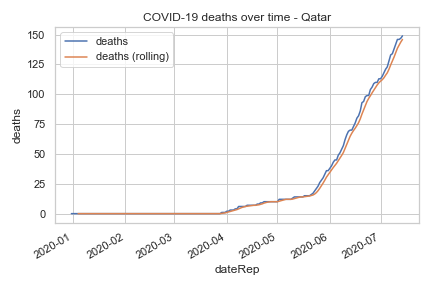 COVID-19 deaths over time - Qatar
deaths
deaths (rolling)
150
125
100
75
50
25
0
deaths
2020-01
2020-02
2020-03
2020-04
2020-05
2020-06
2020-07
dateRep